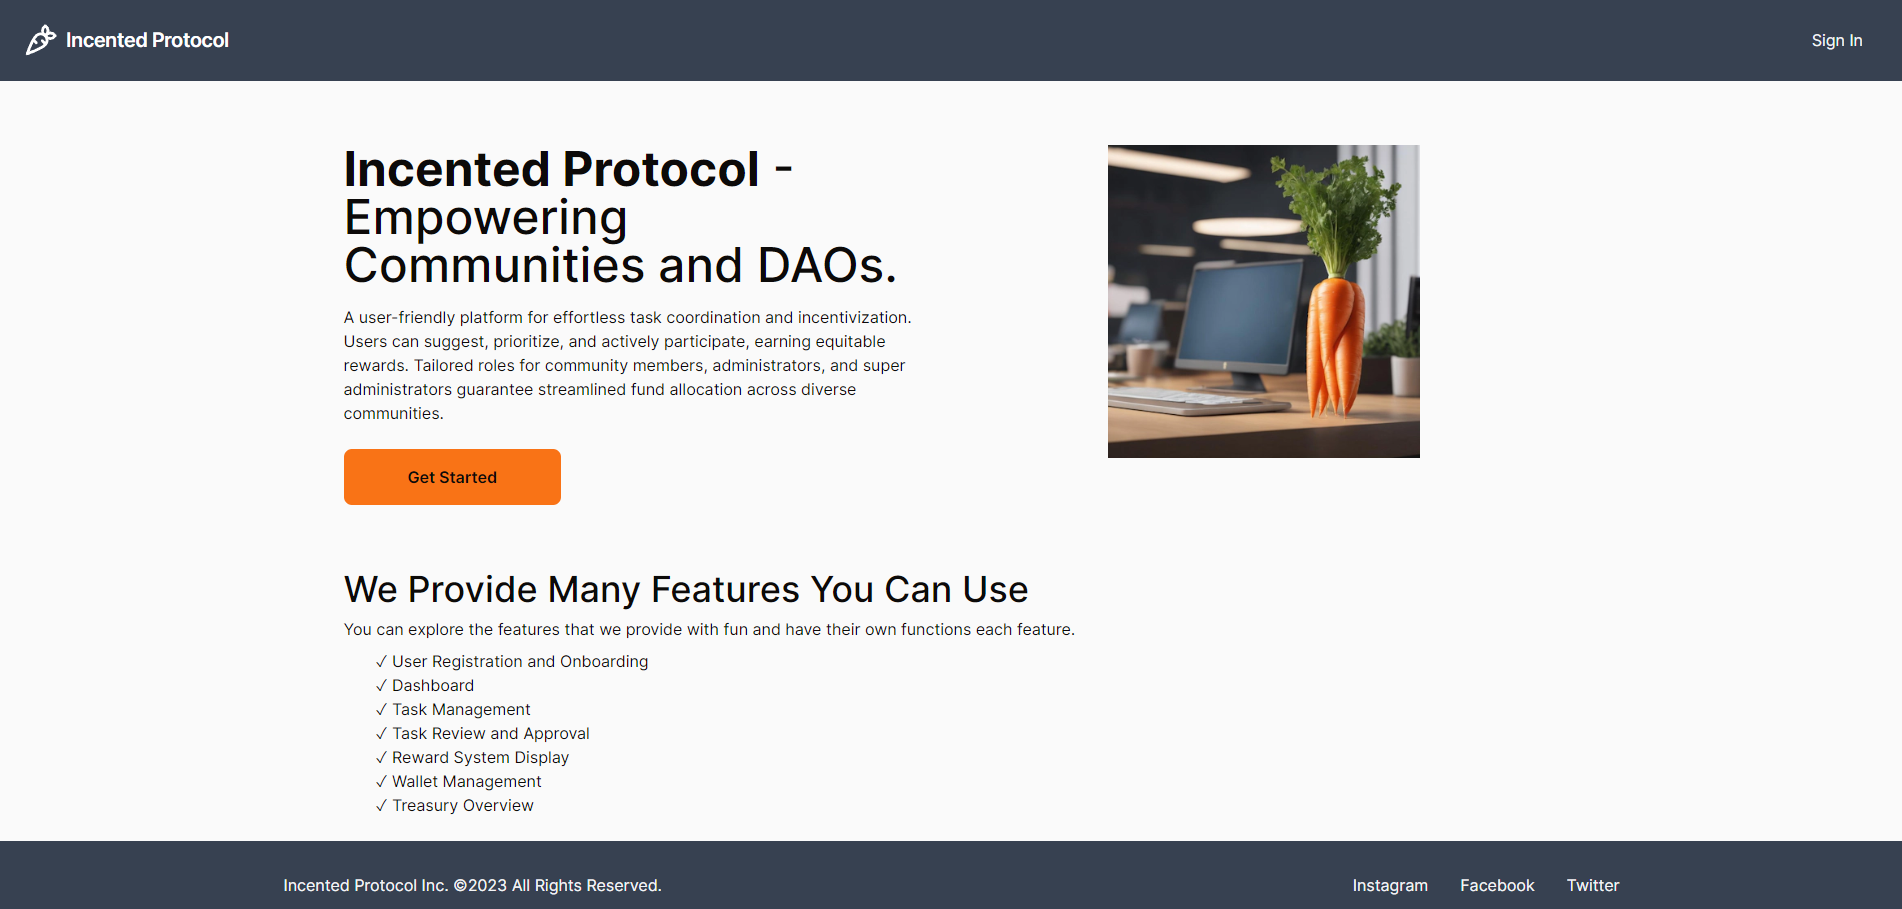 Incented Protocol
Sign In
Incented Protocol -
Empowering
Communities and DAOs.
A user-friendly platform for effortless task coordination and incentivization.
Users can suggest, prioritize, and actively participate, earning equitable
rewards. Tailored roles for community members, administrators, and super
administrators guarantee streamlined fund allocation across diverse
communities.
Get Started
We Provide Many Features You Can Use
You can explore the features that we provide with fun and have their own functions each feature.
✓ User Registration and Onboarding
✓ Dashboard
✓ Task Management
✓ Task Review and Approval
✓ Reward System Display
✓ Wallet Management
✓ Treasury Overview
Incented Protocol Inc. ©2023 All Rights Reserved.
Instagram Facebook Twitter